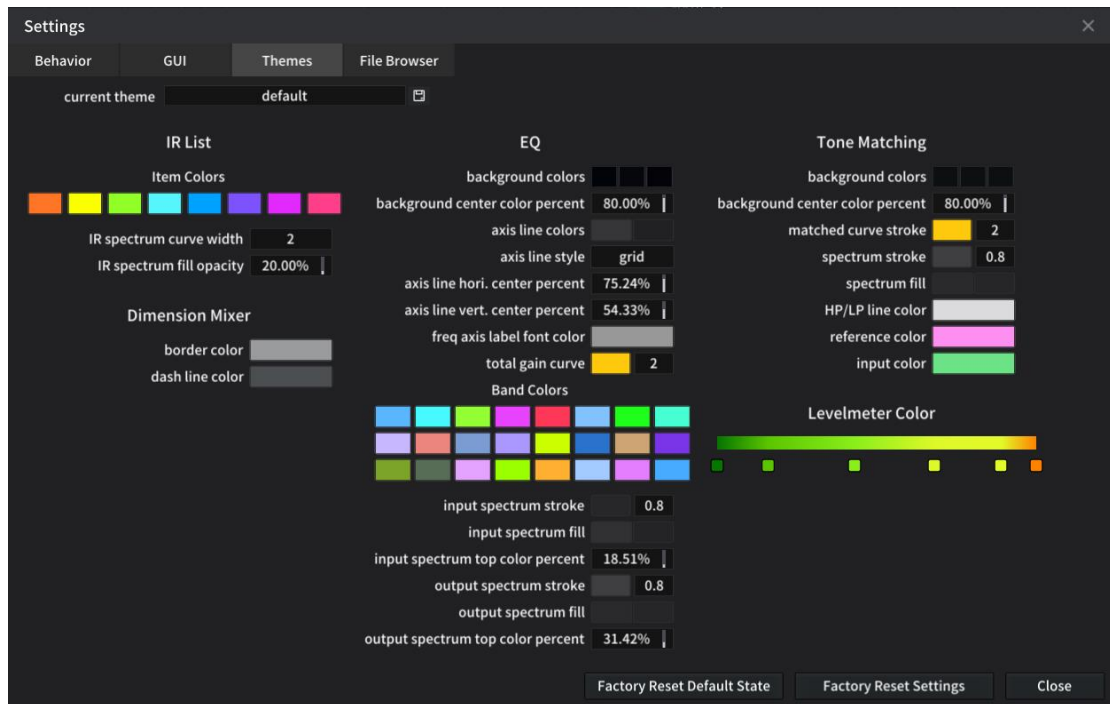 Settings
Behavior GUI Themes File Browser
current theme default
IR List
Item Colors
IR spectrum curve width 2
IR spectrum fill opacity 20.00%
Dimension Mixer
border color
dash line color
EQ
background colors
background center color percent 80.00%
axis line colors
axis line style grid
axis line hori. center percent 75.24%
axis line vert. center percent 54.33%
freq axis label font color
total gain curve 2
Band Colors
input spectrum stroke 0.8
input spectrum fill
input spectrum top color percent 18.51%
output spectrum stroke 0.8
output spectrum fill
output spectrum top color percent 31.42%
Tone Matching
background colors
background center color percent 80.00%
matched curve stroke 2
spectrum stroke 0.8
spectrum fill
HP/LP line color
reference color
input color
Levelmeter Color
Factory Reset Default State Factory Reset Settings Close